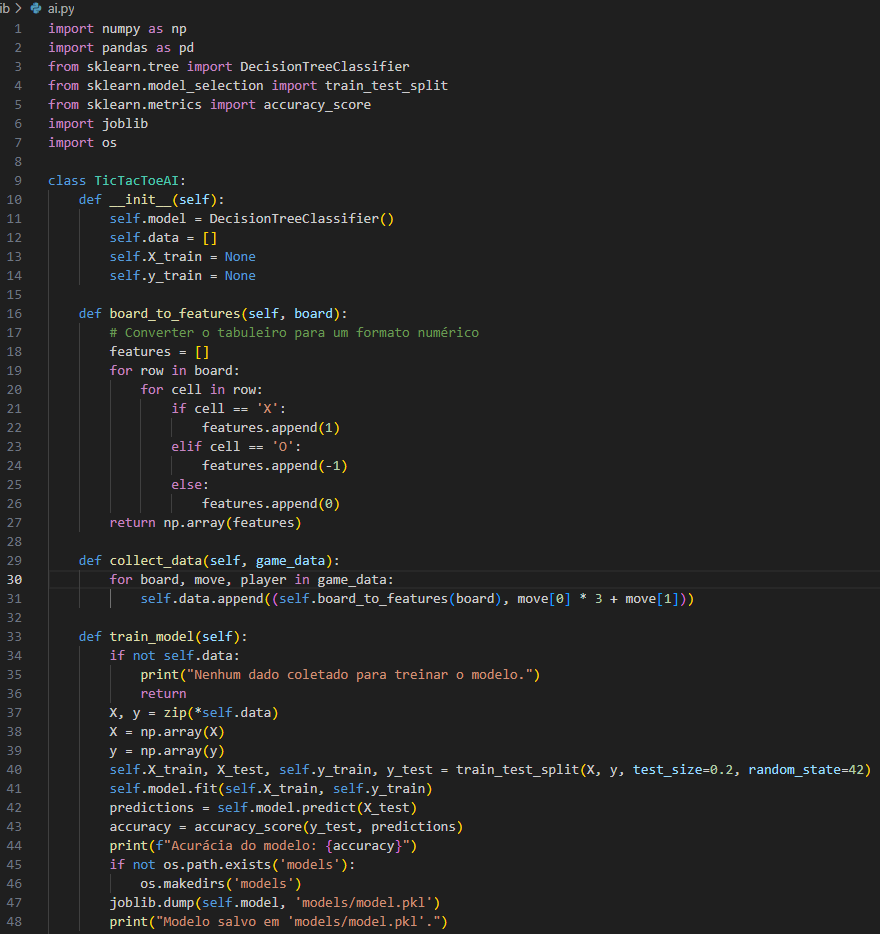 ib > ai.py
1 import numpy as np
2 import pandas as pd
3 from sklearn.tree import DecisionTreeClassifier
4 from sklearn.model_selection import train_test_split
5 from sklearn.metrics import accuracy_score
6 import joblib
7 import os
8
9 class TicTacToeAI:
10     def __init__(self):
11         self.model = DecisionTreeClassifier()
12         self.data = []
13         self.X_train = None
14         self.y_train = None
15
16     def board_to_features(self, board):
17         # Converter o tabuleiro para um formato numérico
18         features = []
19         for row in board:
20             for cell in row:
21                 if cell == 'X':
22                     features.append(1)
23                 elif cell == 'O':
24                     features.append(-1)
25                 else:
26                     features.append(0)
27         return np.array(features)
28
29     def collect_data(self, game_data):
30         for board, move, player in game_data:
31             self.data.append((self.board_to_features(board), move[0] * 3 + move[1]))
32
33     def train_model(self):
34         if not self.data:
35             print("Nenhum dado coletado para treinar o modelo.")
36             return
37         X, y = zip(*self.data)
38         X = np.array(X)
39         y = np.array(y)
40         self.X_train, X_test, self.y_train, y_test = train_test_split(X, y, test_size=0.2, random_state=42)
41         self.model.fit(self.X_train, self.y_train)
42         predictions = self.model.predict(X_test)
43         accuracy = accuracy_score(y_test, predictions)
44         print(f"Acurácia do modelo: {accuracy}")
45         if not os.path.exists('models'):
46             os.makedirs('models')
47         joblib.dump(self.model, 'models/model.pkl')
48         print("Modelo salvo em 'models/model.pkl'.")